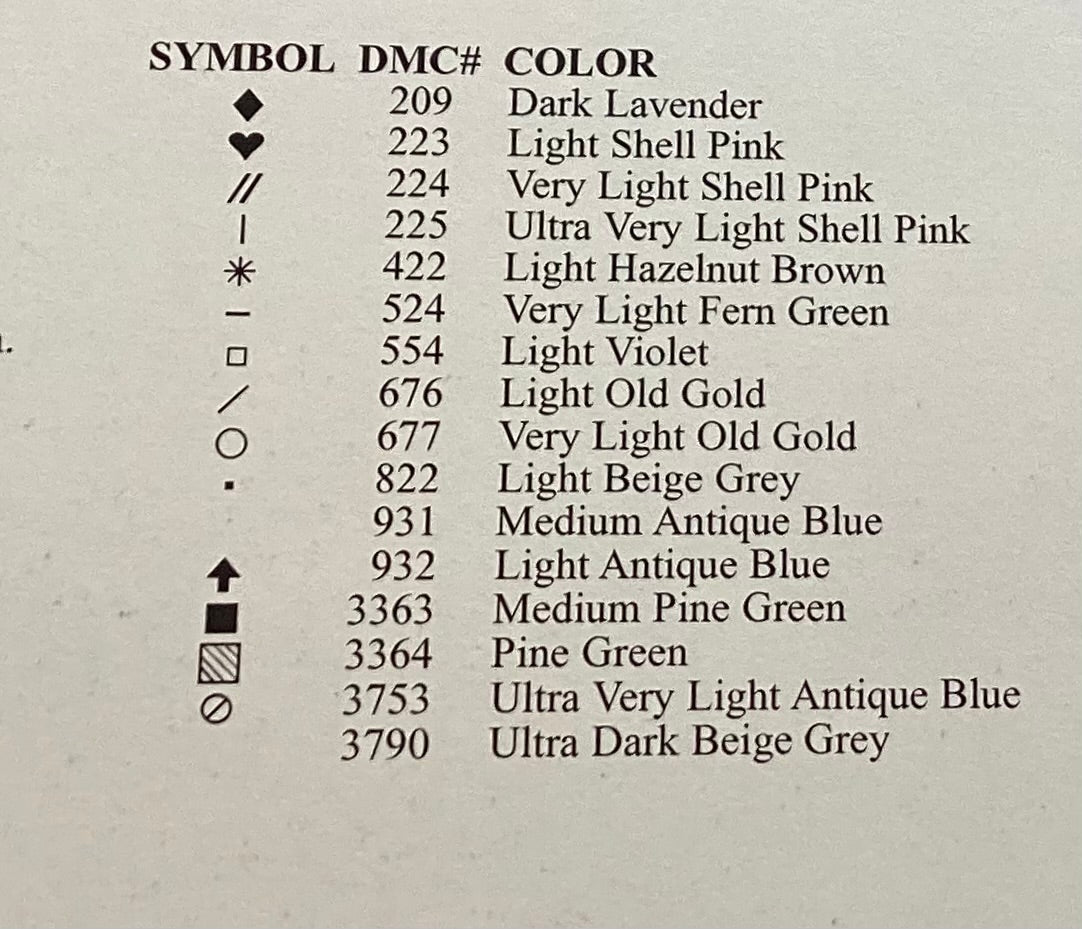 SYMBOL DMC# COLOR
◆ 209 Dark Lavender
♥ 223 Light Shell Pink
// 224 Very Light Shell Pink
| 225 Ultra Very Light Shell Pink
✳ 422 Light Hazelnut Brown
– 524 Very Light Fern Green
□ 554 Light Violet
/ 676 Light Old Gold
○ 677 Very Light Old Gold
▪ 822 Light Beige Grey
931 Medium Antique Blue
⬆ 932 Light Antique Blue
■ 3363 Medium Pine Green
▧ 3364 Pine Green
⊘ 3753 Ultra Very Light Antique Blue
3790 Ultra Dark Beige Grey